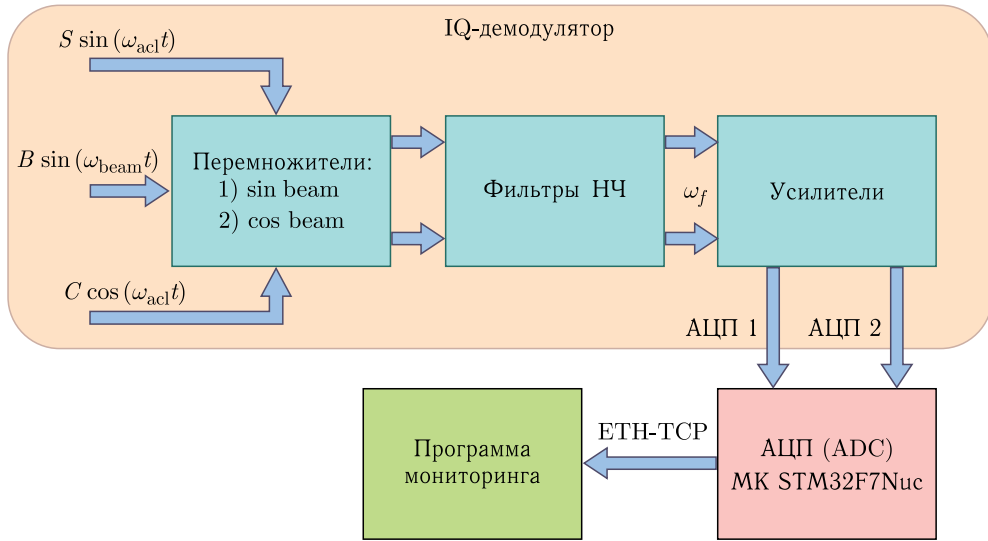 IQ-демодулятор
S sin (ω_acl t)
B sin (ω_beam t)
C cos (ω_acl t)
Перемножители:
1) sin beam
2) cos beam
Фильтры НЧ
ω_f
Усилители
АЦП 1
АЦП 2
ETH-TCP
Программа
мониторинга
АЦП (ADC)
МК STM32F7Nuc